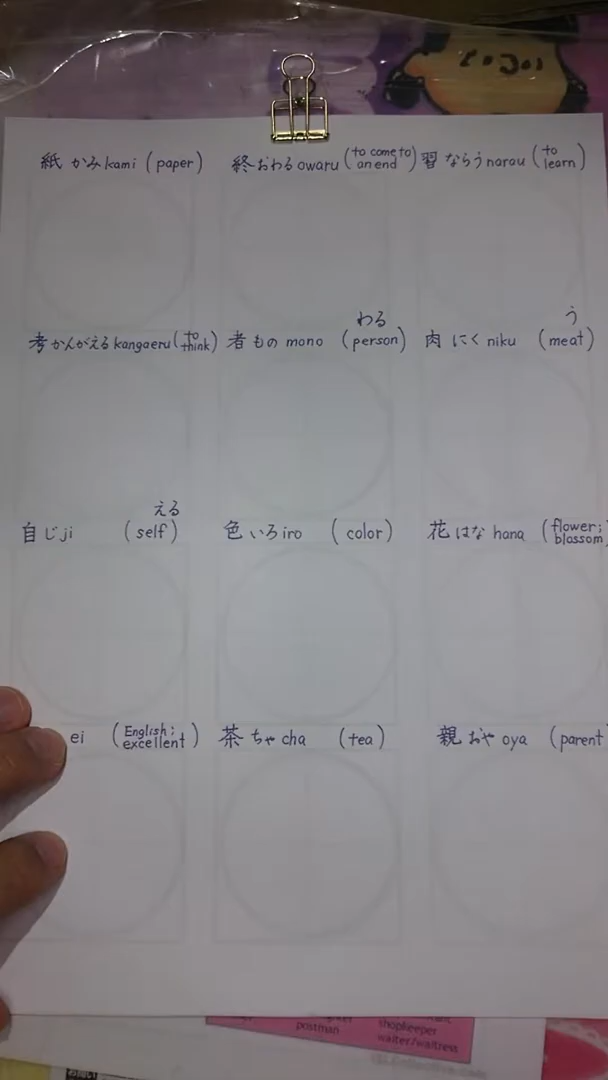 紙 かみ kami (paper)
終 おわる owaru (to come to an end)
習 ならう narau (to learn)
わる
う
考 かんがえる kangaeru (to think)
者 もの mono (person)
肉 にく niku (meat)
える
自 じ ji (self)
色 いろ iro (color)
花 はな hana (flower; blossom
ei (English; excellent)
茶 ちゃ cha (tea)
親 おや oya (parent
postman
shopkeeper
waiter/waitress